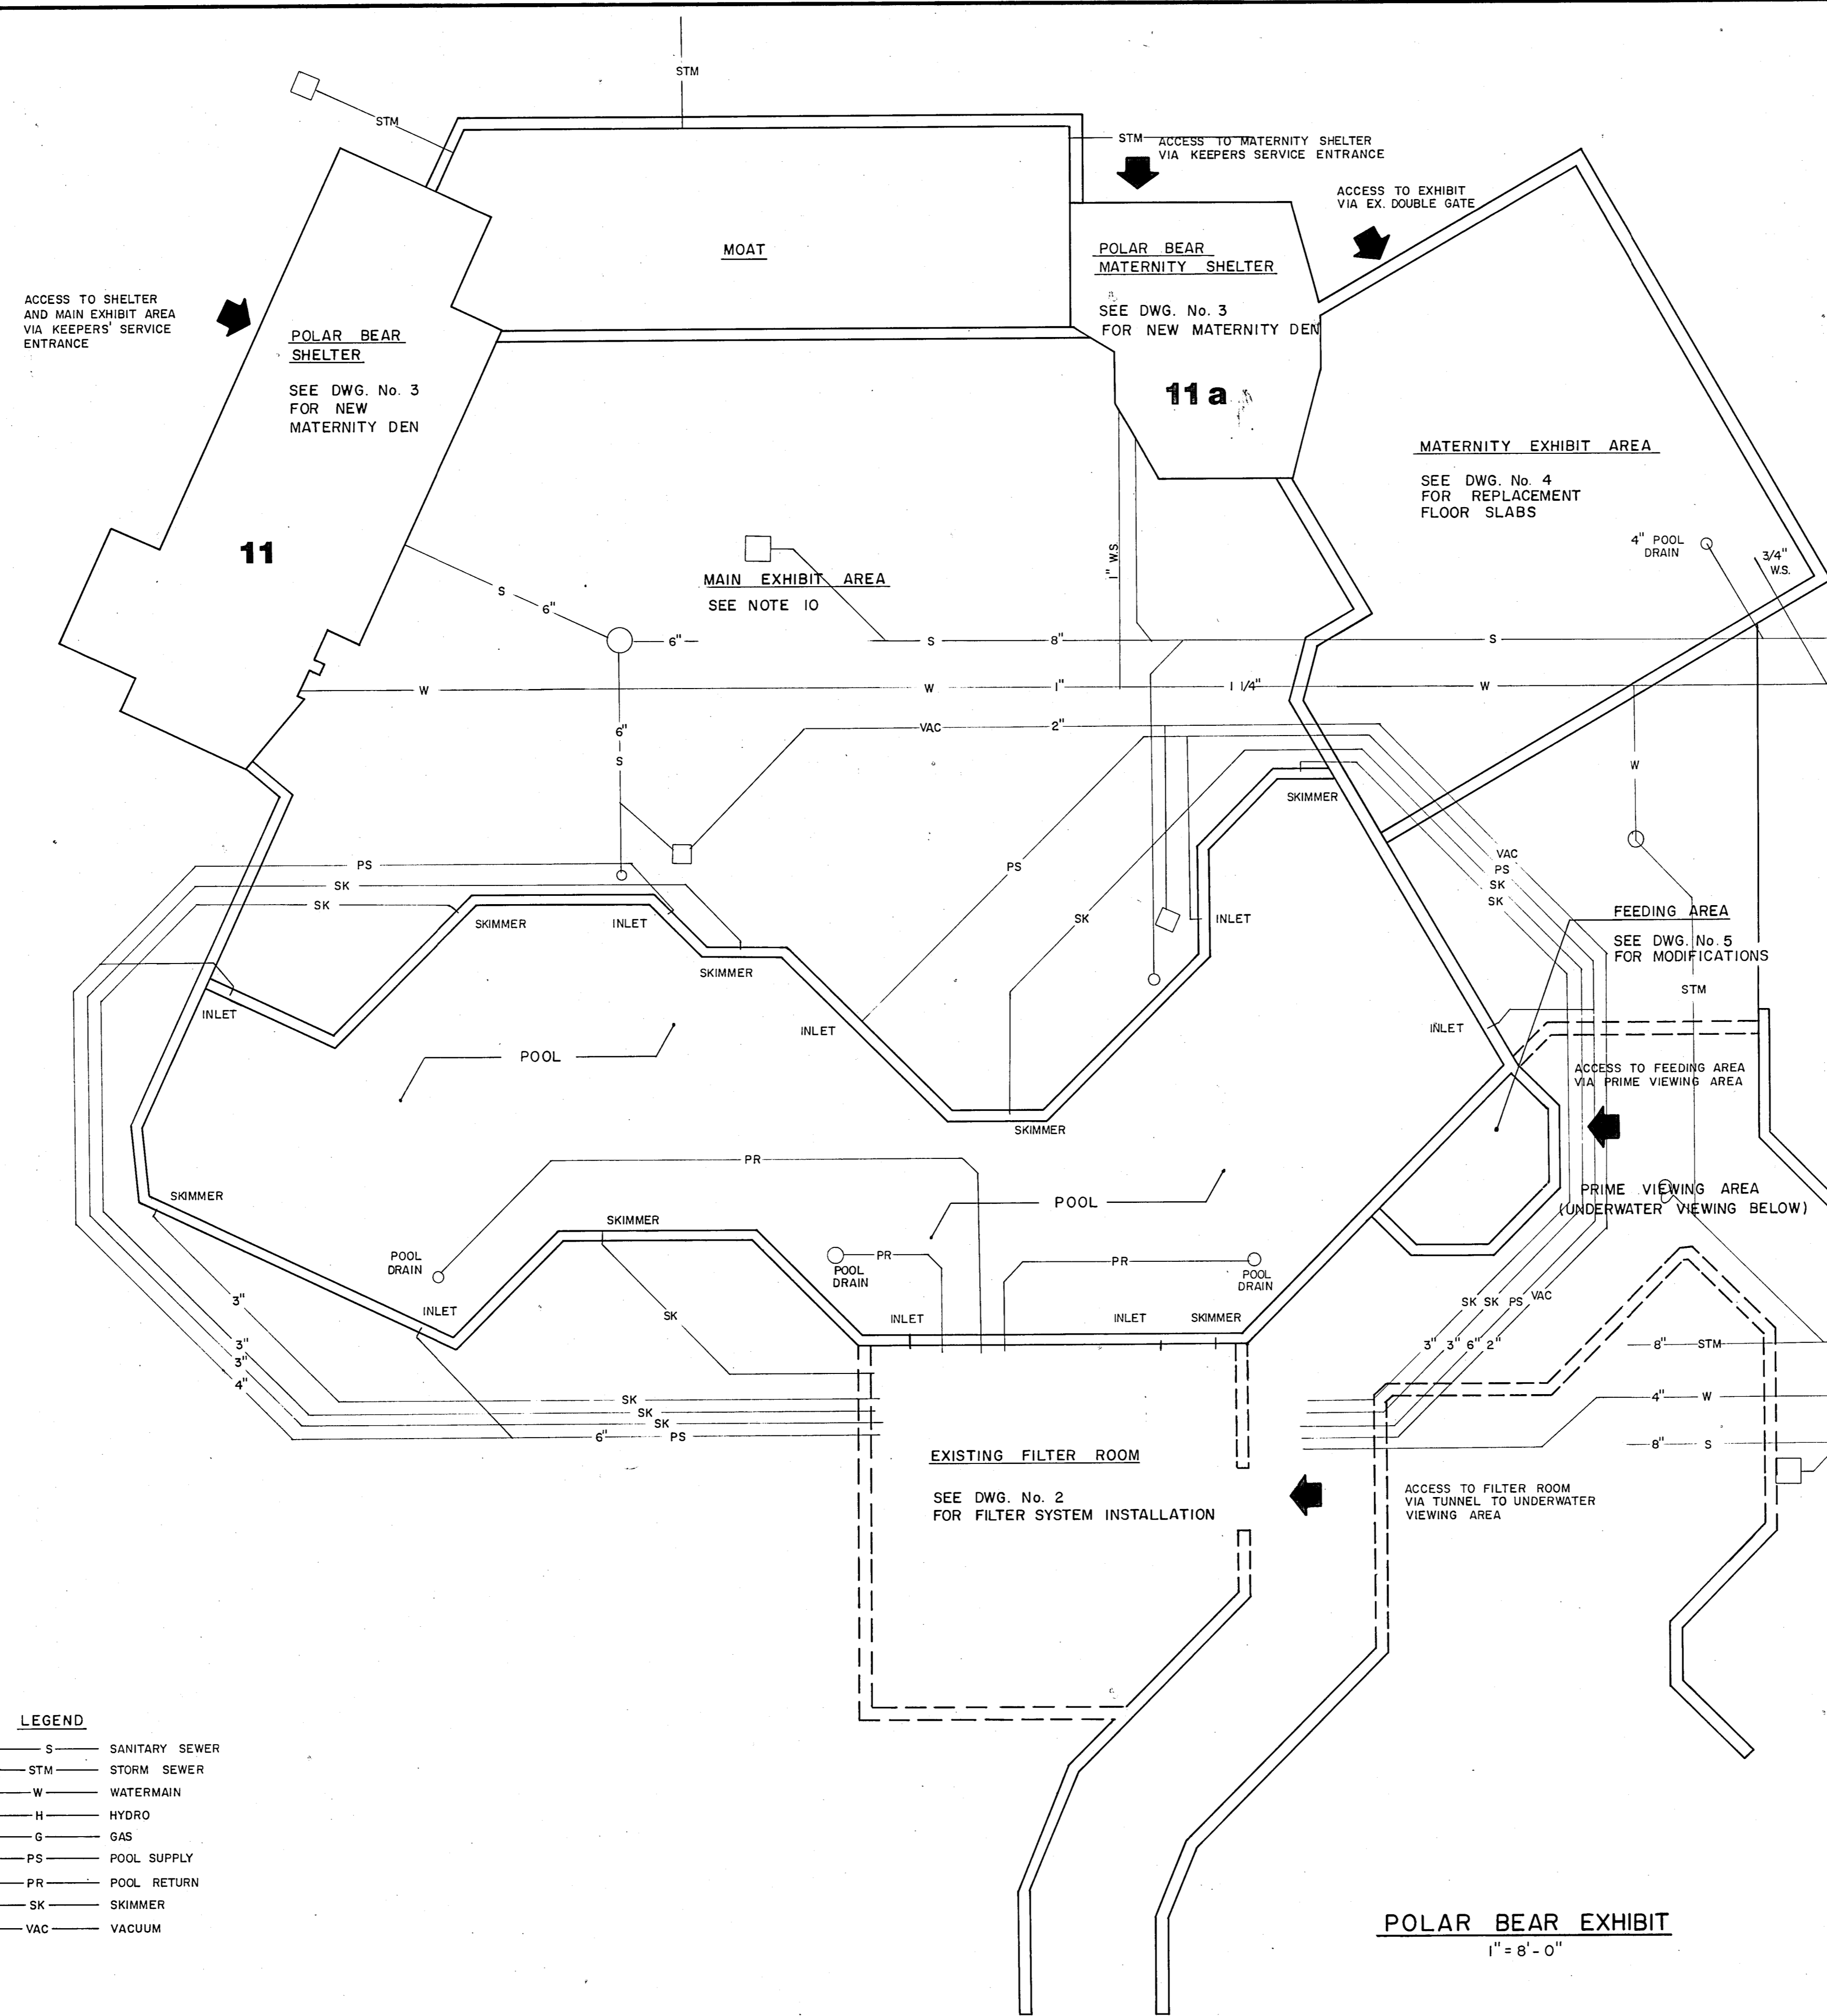 STM
STM
STM
ACCESS TO MATERNITY SHELTER
VIA KEEPERS SERVICE ENTRANCE
ACCESS TO EXHIBIT
VIA EX. DOUBLE GATE
MOAT
POLAR BEAR
MATERNITY SHELTER
SEE DWG. No. 3
FOR NEW MATERNITY DEN
11a
ACCESS TO SHELTER
AND MAIN EXHIBIT AREA
VIA KEEPERS' SERVICE
ENTRANCE
POLAR BEAR
SHELTER
SEE DWG. No. 3
FOR NEW
MATERNITY DEN
11
MATERNITY EXHIBIT AREA
SEE DWG. No. 4
FOR REPLACEMENT
FLOOR SLABS
4" POOL
DRAIN
3/4"
W.S.
1" W.S.
MAIN EXHIBIT AREA
SEE NOTE 10
S
6"
6"
S
8"
S
W
W
1"
1 1/4"
W
6"
S
VAC
2"
W
SKIMMER
PS
SK
SK
SKIMMER
INLET
SKIMMER
PS
SK
INLET
VAC
PS
SK
SK
FEEDING AREA
SEE DWG. No. 5
FOR MODIFICATIONS
STM
INLET
INLET
INLET
POOL
SKIMMER
ACCESS TO FEEDING AREA
VIA PRIME VIEWING AREA
PR
SKIMMER
SKIMMER
POOL
PRIME VIEWING AREA
(UNDERWATER VIEWING BELOW)
POOL
DRAIN
PR
POOL
DRAIN
PR
POOL
DRAIN
3"
INLET
SK
INLET
INLET
SKIMMER
SK SK PS VAC
3"
3"
4"
3" 3" 6" 2"
8" STM
SK
SK
SK
6" PS
4" W
8" S
EXISTING FILTER ROOM
SEE DWG. No. 2
FOR FILTER SYSTEM INSTALLATION
ACCESS TO FILTER ROOM
VIA TUNNEL TO UNDERWATER
VIEWING AREA
LEGEND
S SANITARY SEWER
STM STORM SEWER
W WATERMAIN
H HYDRO
G GAS
PS POOL SUPPLY
PR POOL RETURN
SK SKIMMER
VAC VACUUM
POLAR BEAR EXHIBIT
1" = 8'-0"